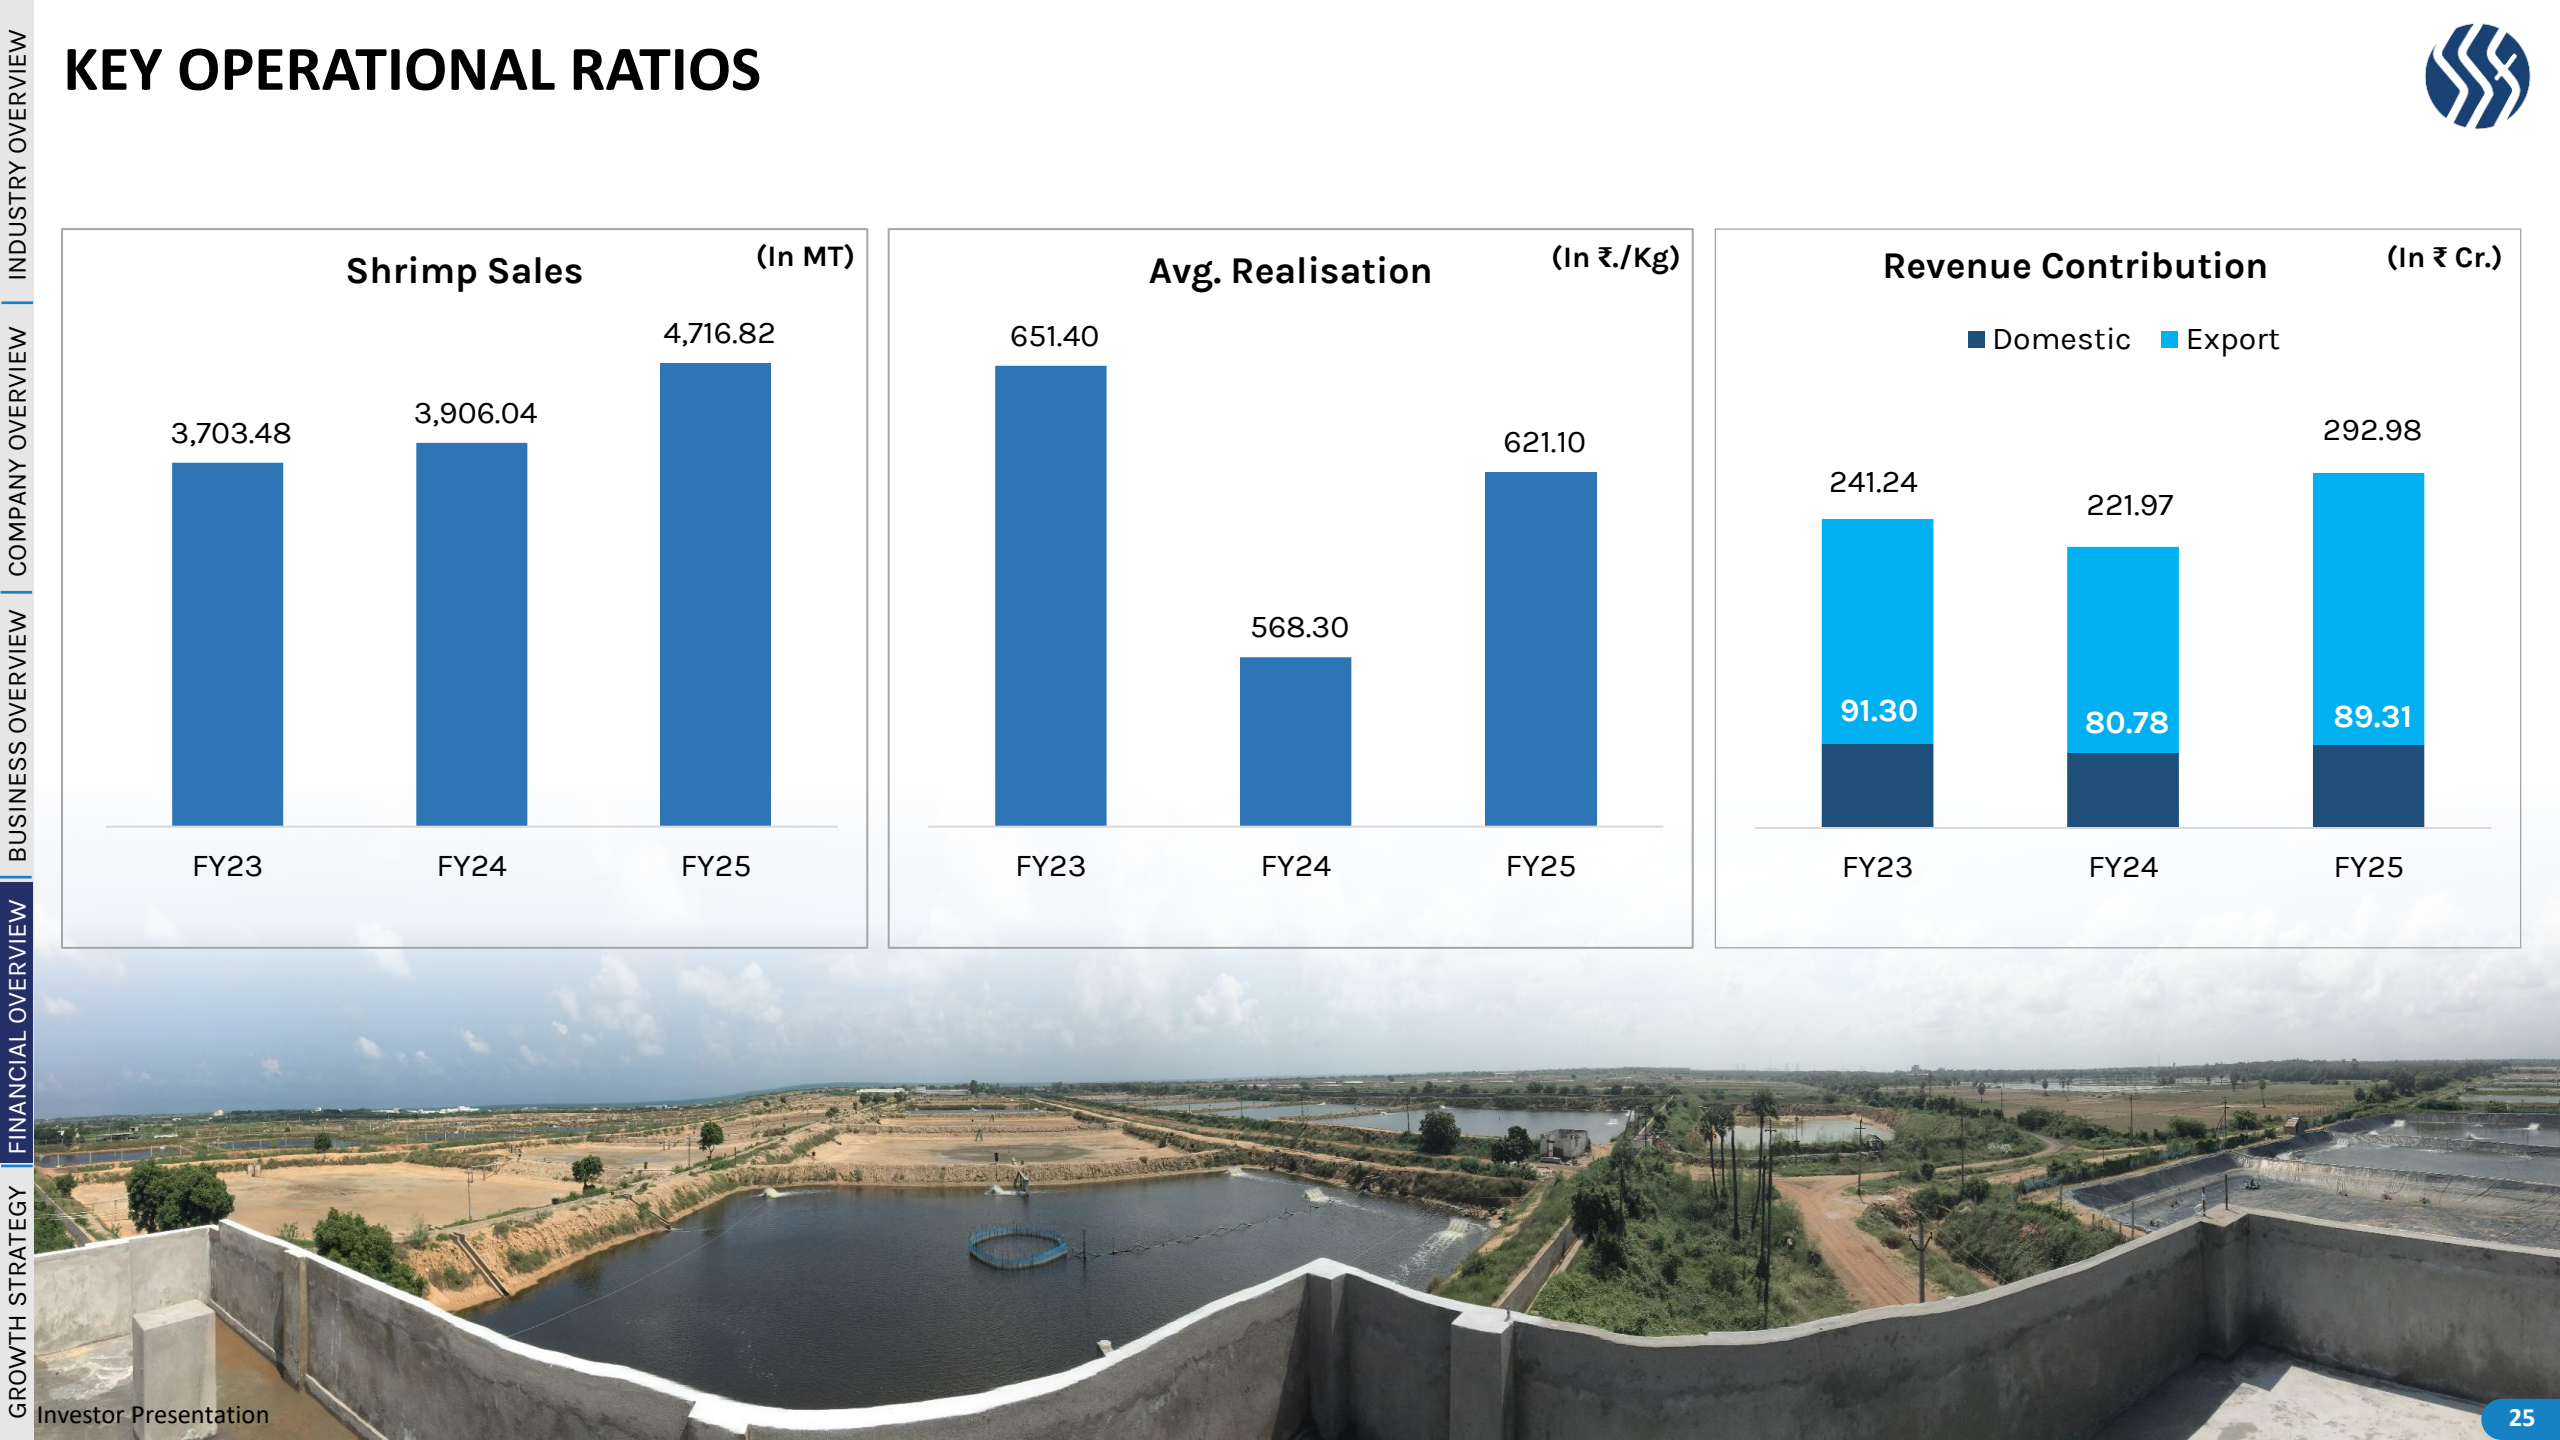 KEY OPERATIONAL RATIOS
INDUSTRY OVERVIEW
COMPANY OVERVIEW
BUSINESS OVERVIEW
FINANCIAL OVERVIEW
GROWTH STRATEGY
Shrimp Sales
(In MT)
3,703.48
3,906.04
4,716.82
FY23
FY24
FY25
Avg. Realisation
(In ₹./Kg)
651.40
568.30
621.10
FY23
FY24
FY25
Revenue Contribution
(In ₹ Cr.)
Domestic
Export
241.24
221.97
292.98
91.30
80.78
89.31
FY23
FY24
FY25
Investor Presentation
25